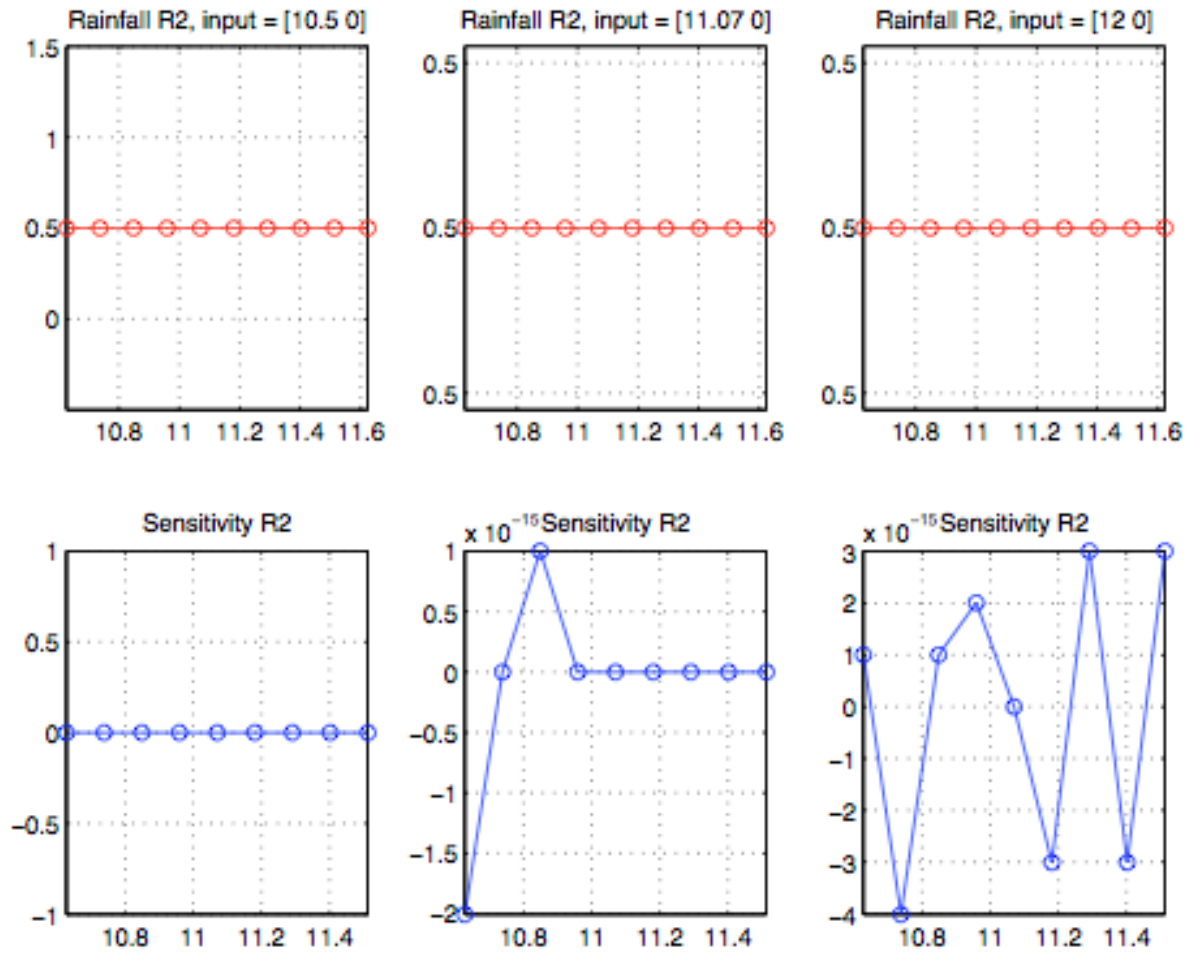 Rainfall R2, input = [10.5 0]
1.5
1
0.5
0
10.8 11 11.2 11.4 11.6
Rainfall R2, input = [11.07 0]
0.5
0.5
0.5
10.8 11 11.2 11.4 11.6
Rainfall R2, input = [12 0]
0.5
0.5
0.5
10.8 11 11.2 11.4 11.6
Sensitivity R2
1
0.5
0
−0.5
−1
10.8 11 11.2 11.4
x 10⁻¹⁵ Sensitivity R2
1
0.5
0
−0.5
−1
−1.5
−2
10.8 11 11.2 11.4
x 10⁻¹⁵ Sensitivity R2
3
2
1
0
−1
−2
−3
−4
10.8 11 11.2 11.4